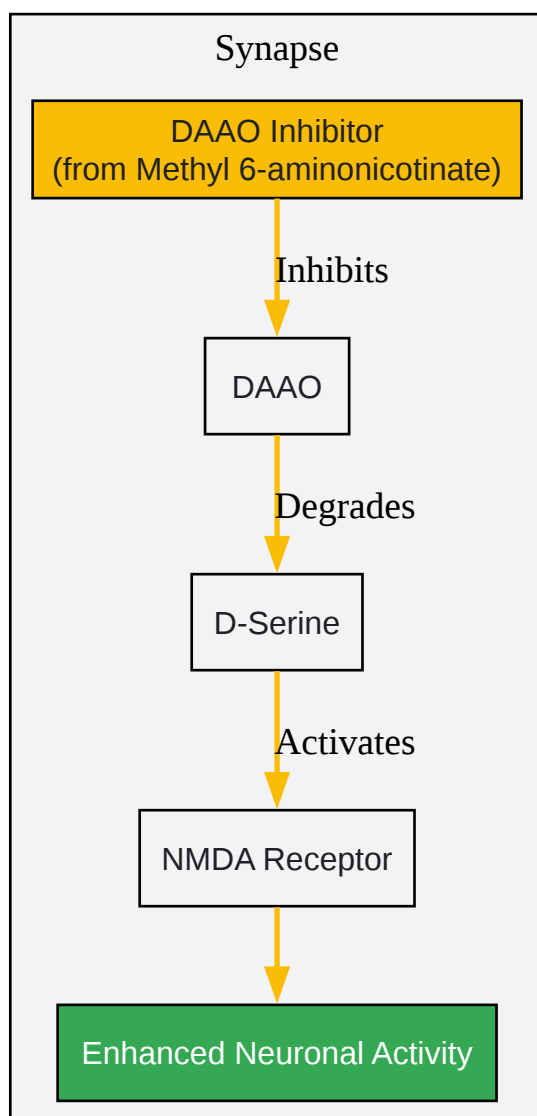 Synapse
DAAO Inhibitor
(from Methyl 6-aminonicotinate)
Inhibits
DAAO
Degrades
D-Serine
Activates
NMDA Receptor
Enhanced Neuronal Activity